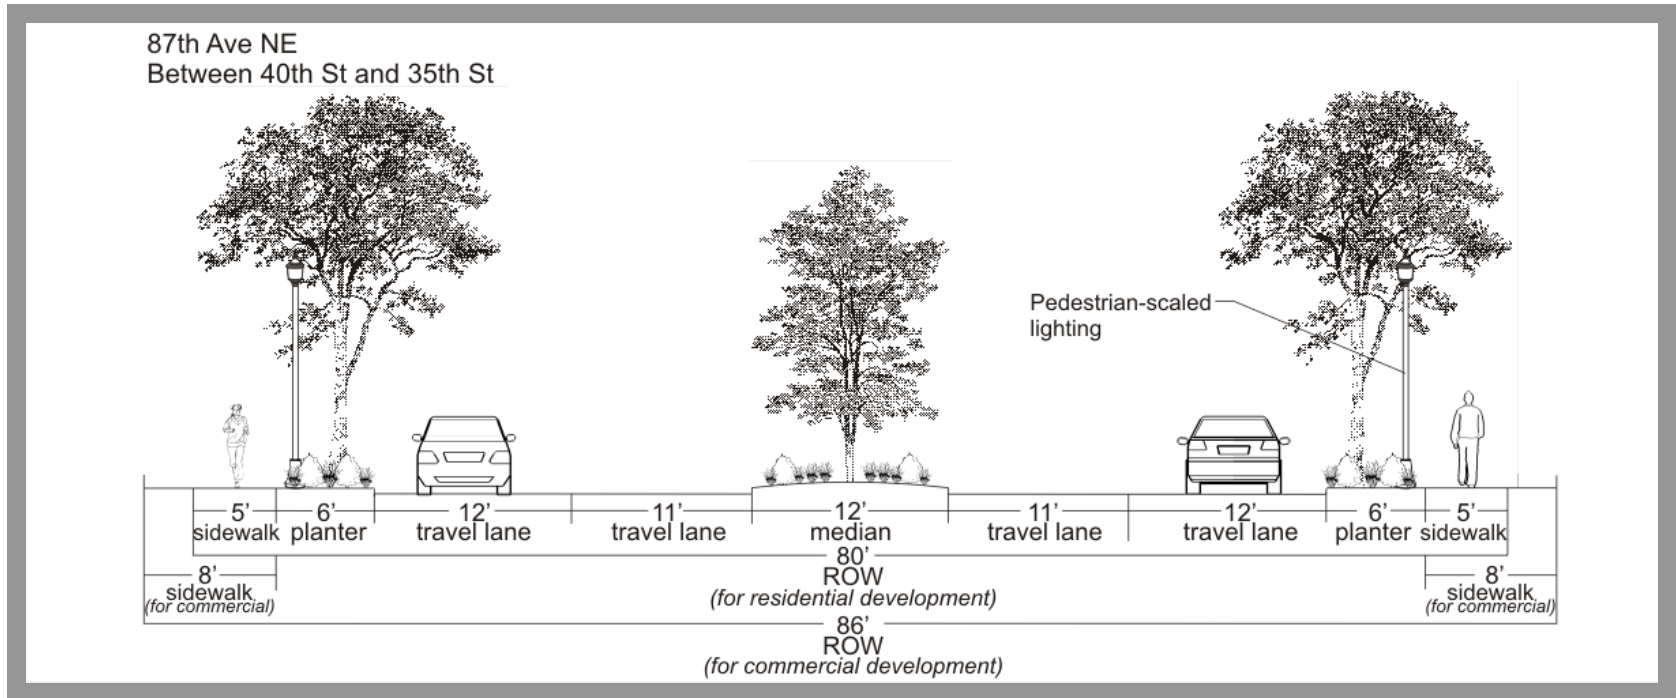 87th Ave NE
Between 40th St and 35th St
Pedestrian-scaled
lighting
5’ 6’ 12’ 11’ 12’ 11’ 12’ 6’ 5’
sidewalk planter travel lane travel lane median travel lane travel lane planter sidewalk
80’
ROW
(for residential development)
8’
sidewalk
(for commercial)
8’
sidewalk
(for commercial)
86’
ROW
(for commercial development)